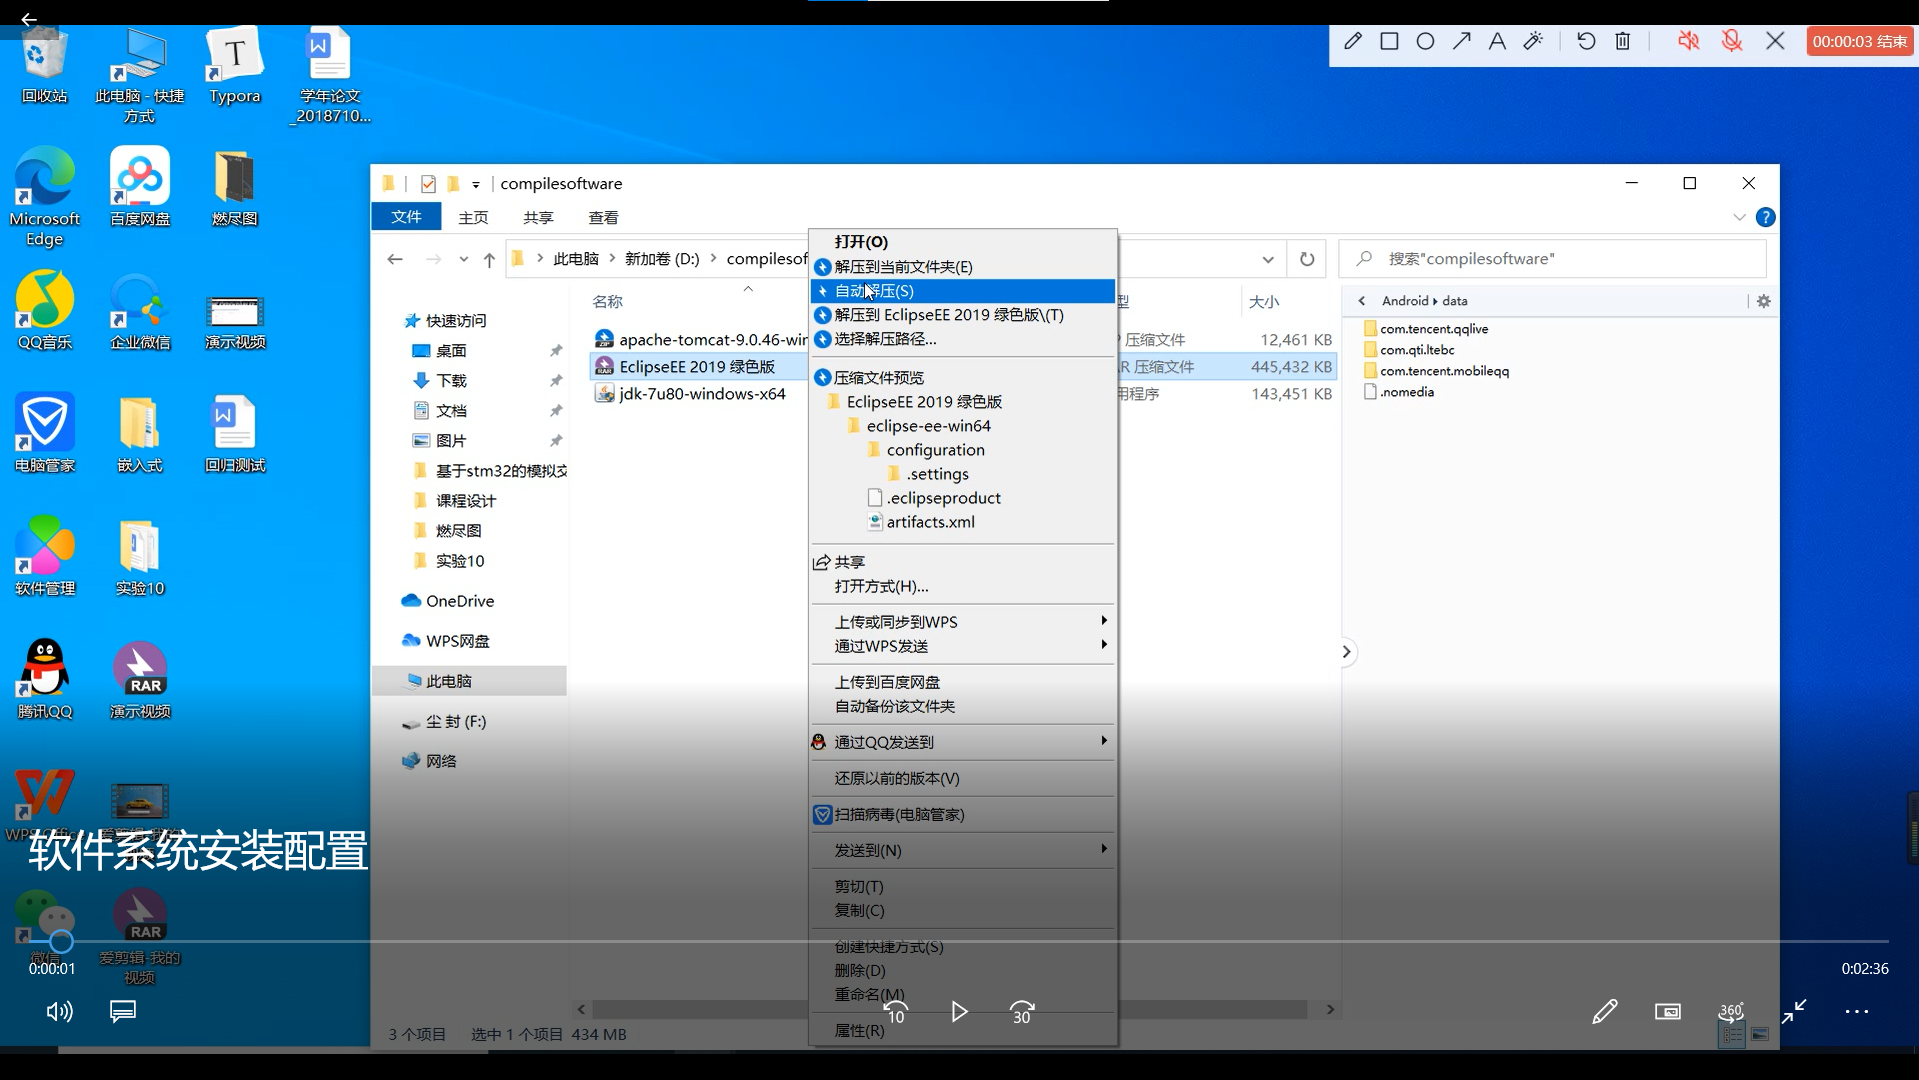 00:00:03 结束
回收站
此电脑 - 快捷
方式
Typora
学年论文
_2018710...
Microsoft
Edge
百度网盘
燃尽图
QQ音乐
企业微信
演示视频
电脑管家
嵌入式
回归测试
软件管理
实验10
腾讯QQ
RAR
演示视频
软件系统安装配置
微信
RAR
爱剪辑-我的
视频
compilesoftware
文件
主页
共享
查看
此电脑
新加卷 (D:)
compilesof
搜索"compilesoftware"
快速访问
桌面
下载
文档
图片
基于stm32的模拟交
课程设计
燃尽图
实验10
OneDrive
WPS网盘
此电脑
尘 封 (F:)
网络
名称
型
大小
apache-tomcat-9.0.46-wir
压缩文件
12,461 KB
EclipseEE 2019 绿色版
AR 压缩文件
445,432 KB
jdk-7u80-windows-x64
用程序
143,451 KB
打开(O)
解压到当前文件夹(E)
自动解压(S)
解压到 EclipseEE 2019 绿色版\(T)
选择解压路径...
压缩文件预览
EclipseEE 2019 绿色版
eclipse-ee-win64
configuration
.settings
.eclipseproduct
artifacts.xml
共享
打开方式(H)...
上传或同步到WPS
通过WPS发送
上传到百度网盘
自动备份该文件夹
通过QQ发送到
还原以前的版本(V)
扫描病毒(电脑管家)
发送到(N)
剪切(T)
复制(C)
创建快捷方式(S)
删除(D)
重命名(M)
属性(R)
Android
data
com.tencent.qqlive
com.qti.ltebc
com.tencent.mobileqq
.nomedia
3 个项目
选中 1 个项目 434 MB
0:00:01
0:02:36
10
30
360°